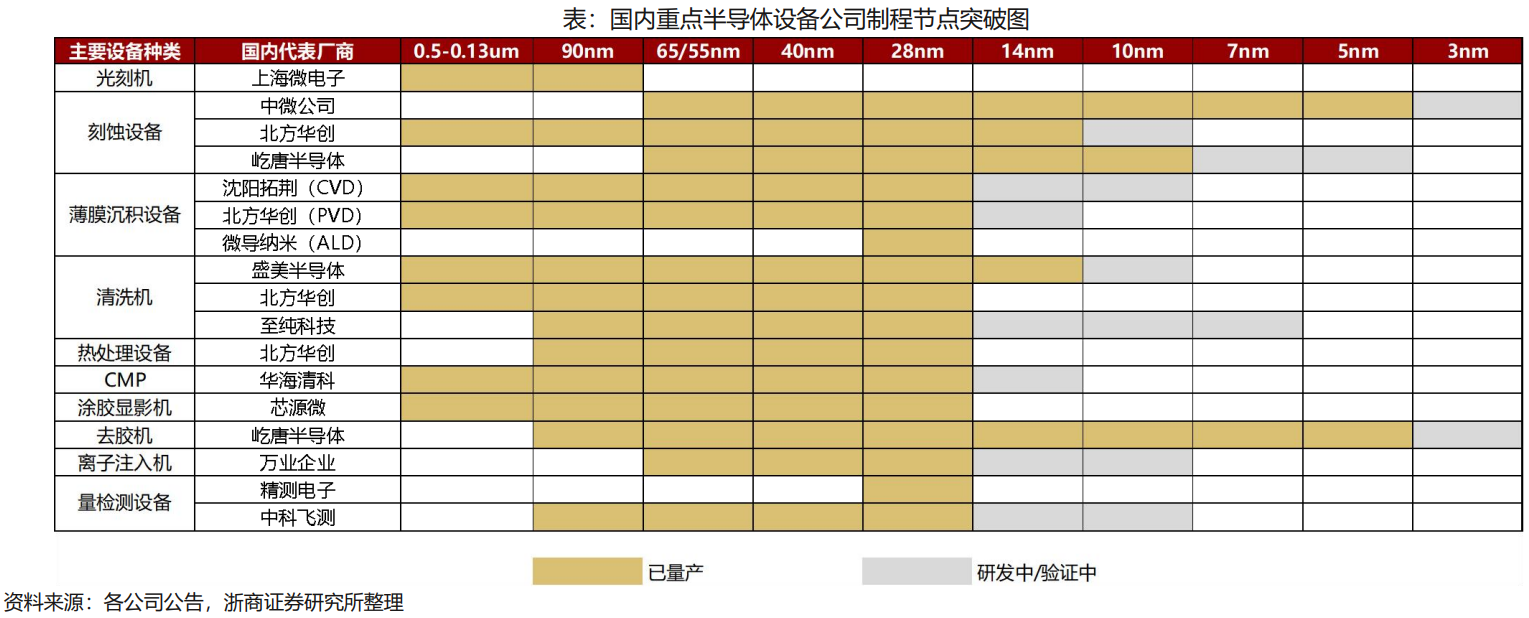 表：国内重点半导体设备公司制程节点突破图
主要设备种类 国内代表厂商 0.5-0.13um 90nm 65/55nm 40nm 28nm 14nm 10nm 7nm 5nm 3nm
光刻机 上海微电子
刻蚀设备 中微公司
北方华创
屹唐半导体
薄膜沉积设备 沈阳拓荆（CVD）
北方华创（PVD）
微导纳米（ALD）
清洗机 盛美半导体
北方华创
至纯科技
热处理设备 北方华创
CMP 华海清科
涂胶显影机 芯源微
去胶机 屹唐半导体
离子注入机 万业企业
量检测设备 精测电子
中科飞测
已量产 研发中/验证中
资料来源：各公司公告，浙商证券研究所整理